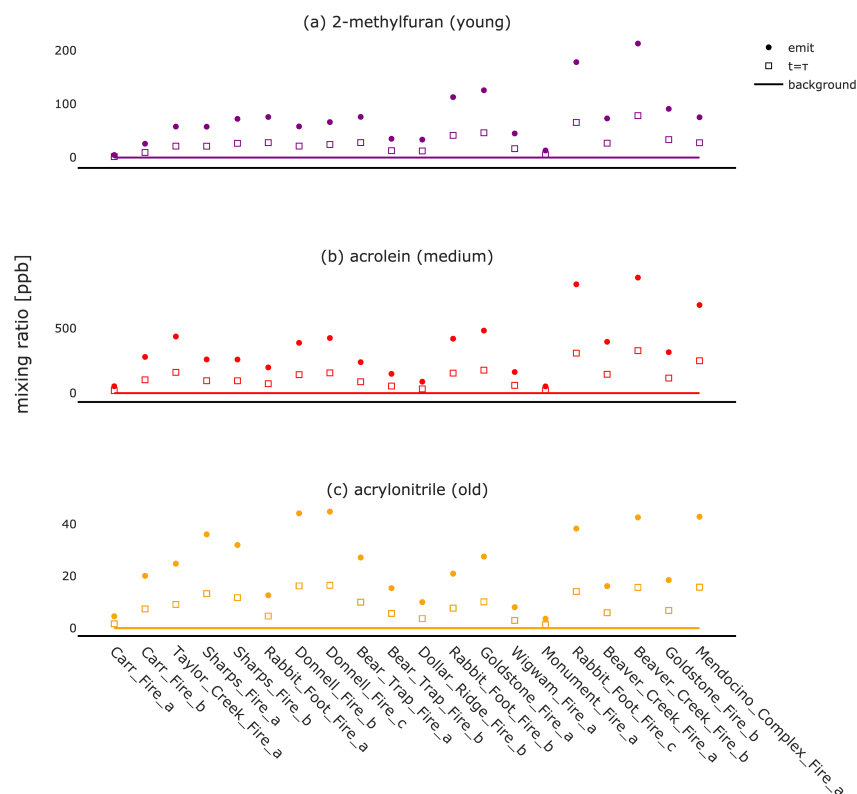 (a) 2-methylfuran (young)
200
100
0
emit
t=τ
background
mixing ratio [ppb]
(b) acrolein (medium)
500
0
(c) acrylonitrile (old)
40
20
0
Carr_Fire_a
Carr_Fire_b
Taylor_Creek_Fire_a
Sharps_Fire_a
Sharps_Fire_b
Rabbit_Foot_Fire_a
Donnell_Fire_b
Donnell_Fire_c
Bear_Trap_Fire_a
Bear_Trap_Fire_b
Dollar_Ridge_Fire_b
Rabbit_Foot_Fire_b
Goldstone_Fire_a
Wigwam_Fire_a
Monument_Fire_a
Rabbit_Foot_Fire_c
Beaver_Creek_Fire_a
Beaver_Creek_Fire_b
Goldstone_Fire_b
Mendocino_Complex_Fire_a